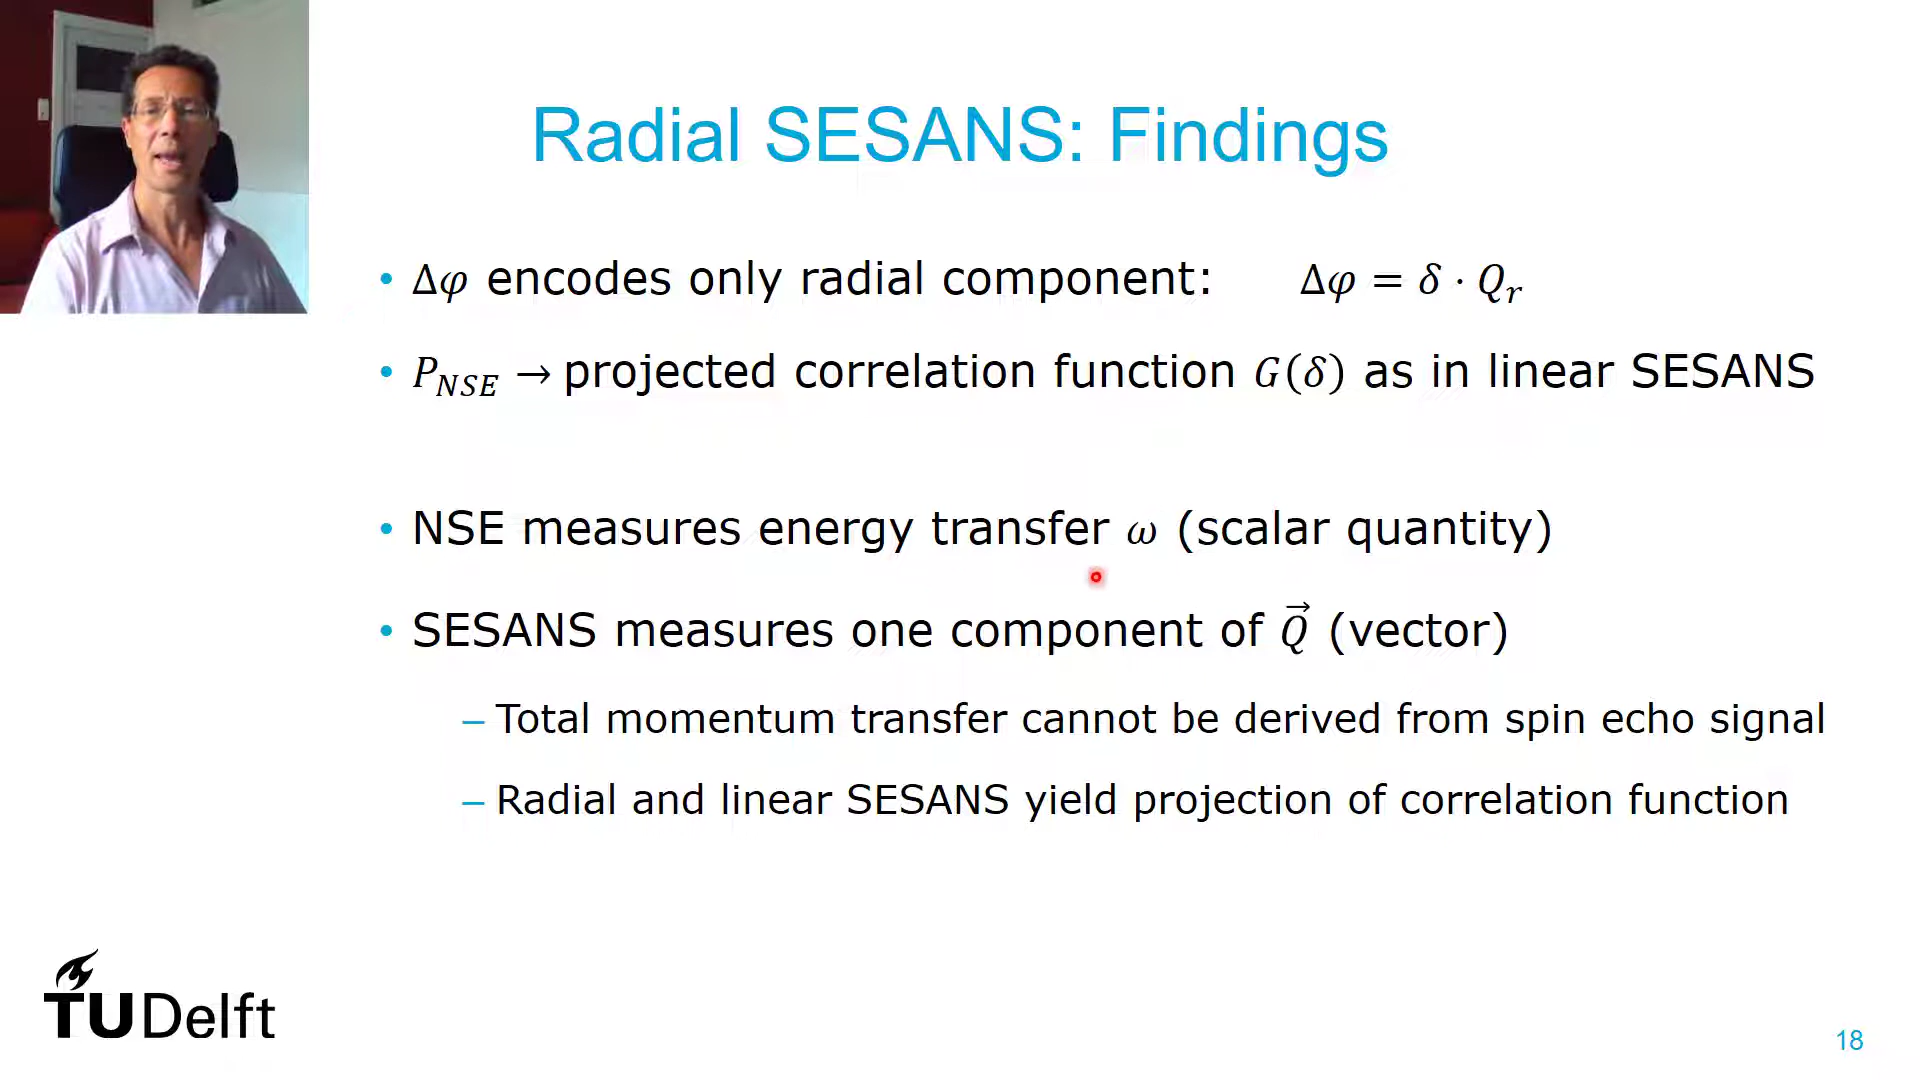 Radial SESANS: Findings
• Δφ encodes only radial component: Δφ = δ · Qᵣ
• P_NSE → projected correlation function G(δ) as in linear SESANS
• NSE measures energy transfer ω (scalar quantity)
• SESANS measures one component of Q⃗ (vector)
– Total momentum transfer cannot be derived from spin echo signal
– Radial and linear SESANS yield projection of correlation function
TUDelft
18